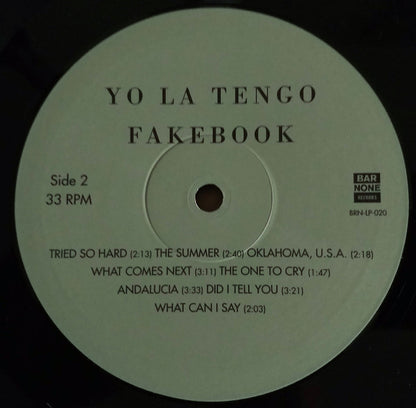 YO LA TENGO
FAKEBOOK
Side 2
33 RPM
BAR
NONE
RECORDS
BRN-LP-020
TRIED SO HARD (2:13) THE SUMMER (2:40) OKLAHOMA, U.S.A. (2:18)
WHAT COMES NEXT (3:11) THE ONE TO CRY (1:47)
ANDALUCIA (3:33) DID I TELL YOU (3:21)
WHAT CAN I SAY (2:03)